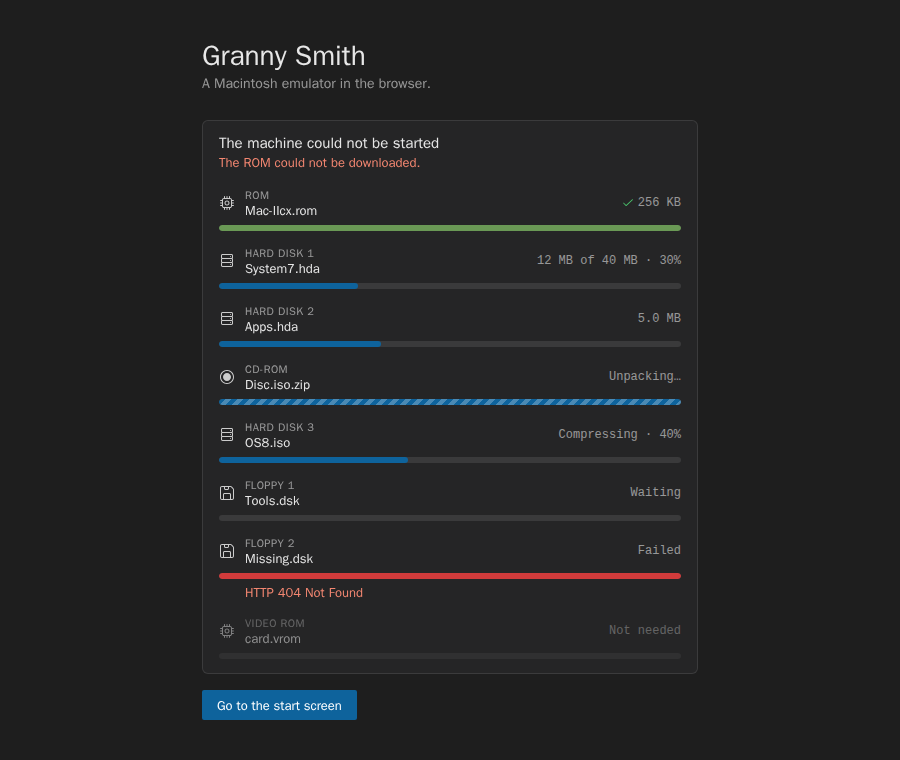 Granny Smith
A Macintosh emulator in the browser.
The machine could not be started
The ROM could not be downloaded.
ROM
Mac-IIcx.rom
256 KB
HARD DISK 1
System7.hda
12 MB of 40 MB · 30%
HARD DISK 2
Apps.hda
5.0 MB
CD-ROM
Disc.iso.zip
Unpacking…
HARD DISK 3
OS8.iso
Compressing · 40%
FLOPPY 1
Tools.dsk
Waiting
FLOPPY 2
Missing.dsk
Failed
HTTP 404 Not Found
VIDEO ROM
card.vrom
Not needed
Go to the start screen